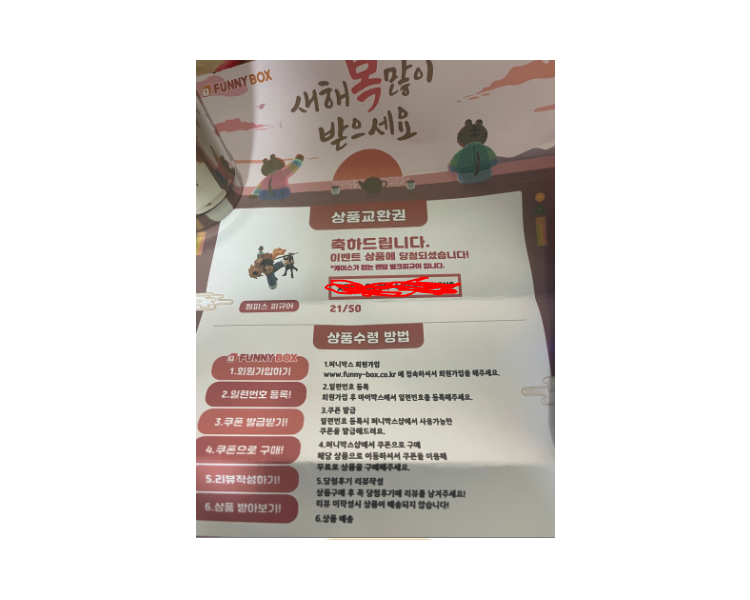 FUNNY BOX
새해 복 많이
받으세요
상품교환권
축하드립니다.
이벤트 상품에 당첨되셨습니다!
*케이스가 없는 랜덤 벌크피규어 입니다.
원피스 피규어
21/50
상품수령 방법
FUNNY BOX
1.회원가입하기
1.퍼니박스 회원가입
www.funny-box.co.kr 에 접속하셔서 회원가입을 해주세요.
2.일련번호 등록!
2.일련번호 등록
회원가입 후 마이박스에서 일련번호를 등록해주세요.
3.쿠폰 발급받기!
3.쿠폰 발급
일련번호 등록시 퍼니박스샵에서 사용가능한
쿠폰을 발급해드려요.
4.쿠폰으로 구매!
4.퍼니박스샵에서 쿠폰으로 구매
해당 상품으로 이동하셔서 쿠폰을 이용해
무료로 상품을 구매해주세요.
5.리뷰작성하기!
5.당첨후기 리뷰작성
상품구매 후 꼭 당첨후기에 리뷰를 남겨주세요!
리뷰 미작성시 상품이 배송되지 않습니다!
6.상품 받아보기!
6.상품 배송